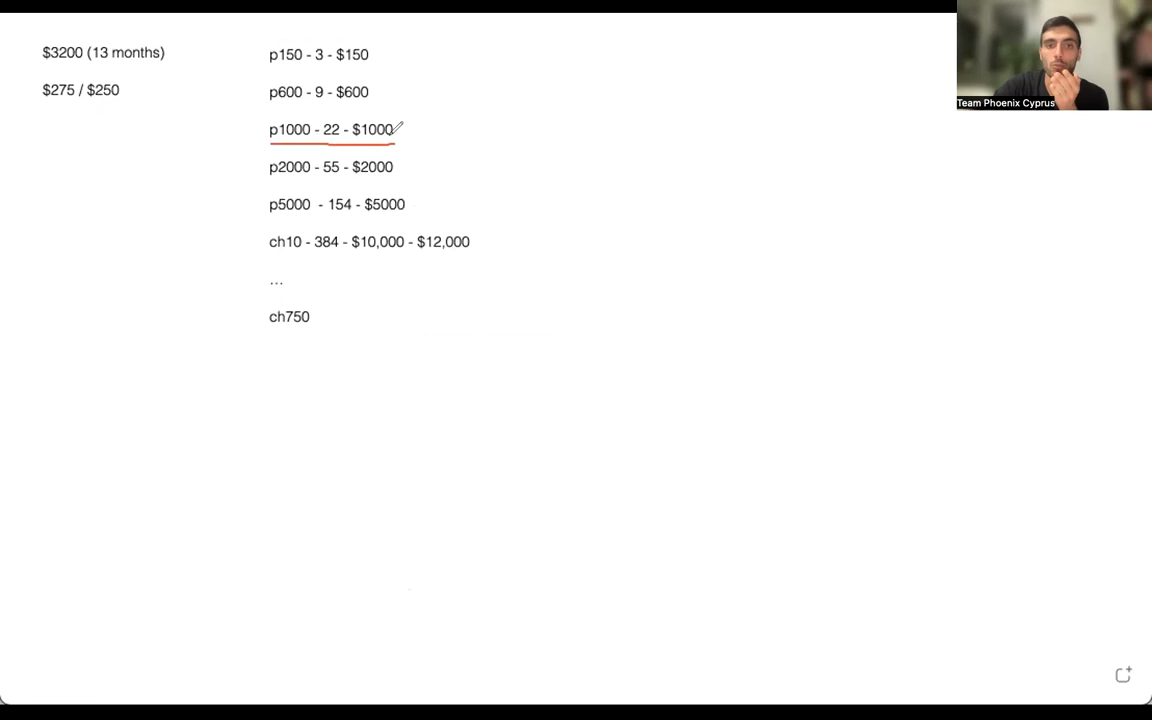 $3200 (13 months)
$275 / $250
p150 - 3 - $150
p600 - 9 - $600
p1000 - 22 - $1000
p2000 - 55 - $2000
p5000 - 154 - $5000
ch10 - 384 - $10,000 - $12,000
...
ch750
Team Phoenix Cyprus